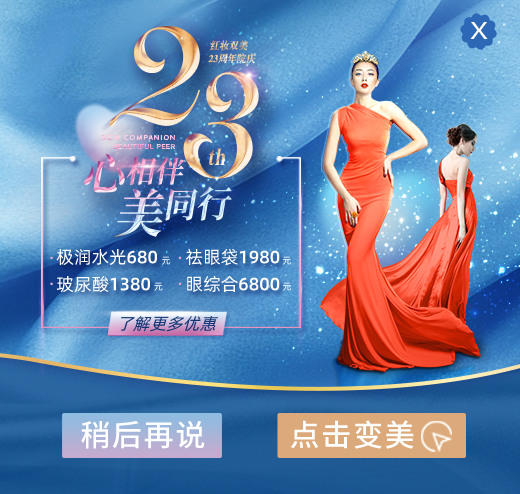 X
红妆双美
23周年院庆
23th
COMPANION
BEAUTIFUL PEER
心相伴
美同行
·极润水光680元 ·祛眼袋1980元
·玻尿酸1380元 ·眼综合6800元
了解更多优惠
稍后再说 点击变美